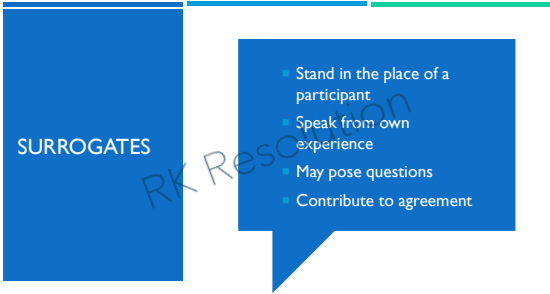 SURROGATES
Stand in the place of a
participant
Speak from own
experience
May pose questions
Contribute to agreement
RK Resolution